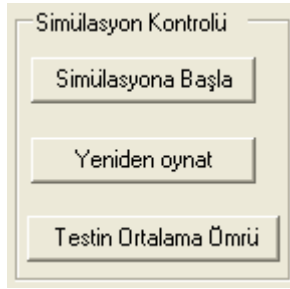 Simülasyon Kontrolü
Simülasyona Başla
Yeniden oynat
Testin Ortalama Ömrü